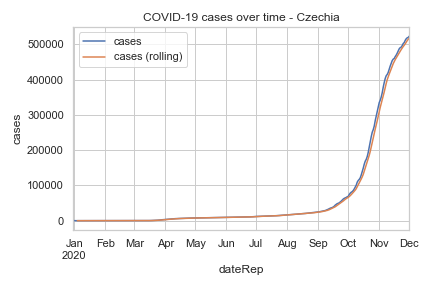 COVID-19 cases over time - Czechia
cases
cases (rolling)
500000
400000
300000
200000
100000
0
cases
Jan Feb Mar Apr May Jun Jul Aug Sep Oct Nov Dec
2020
dateRep